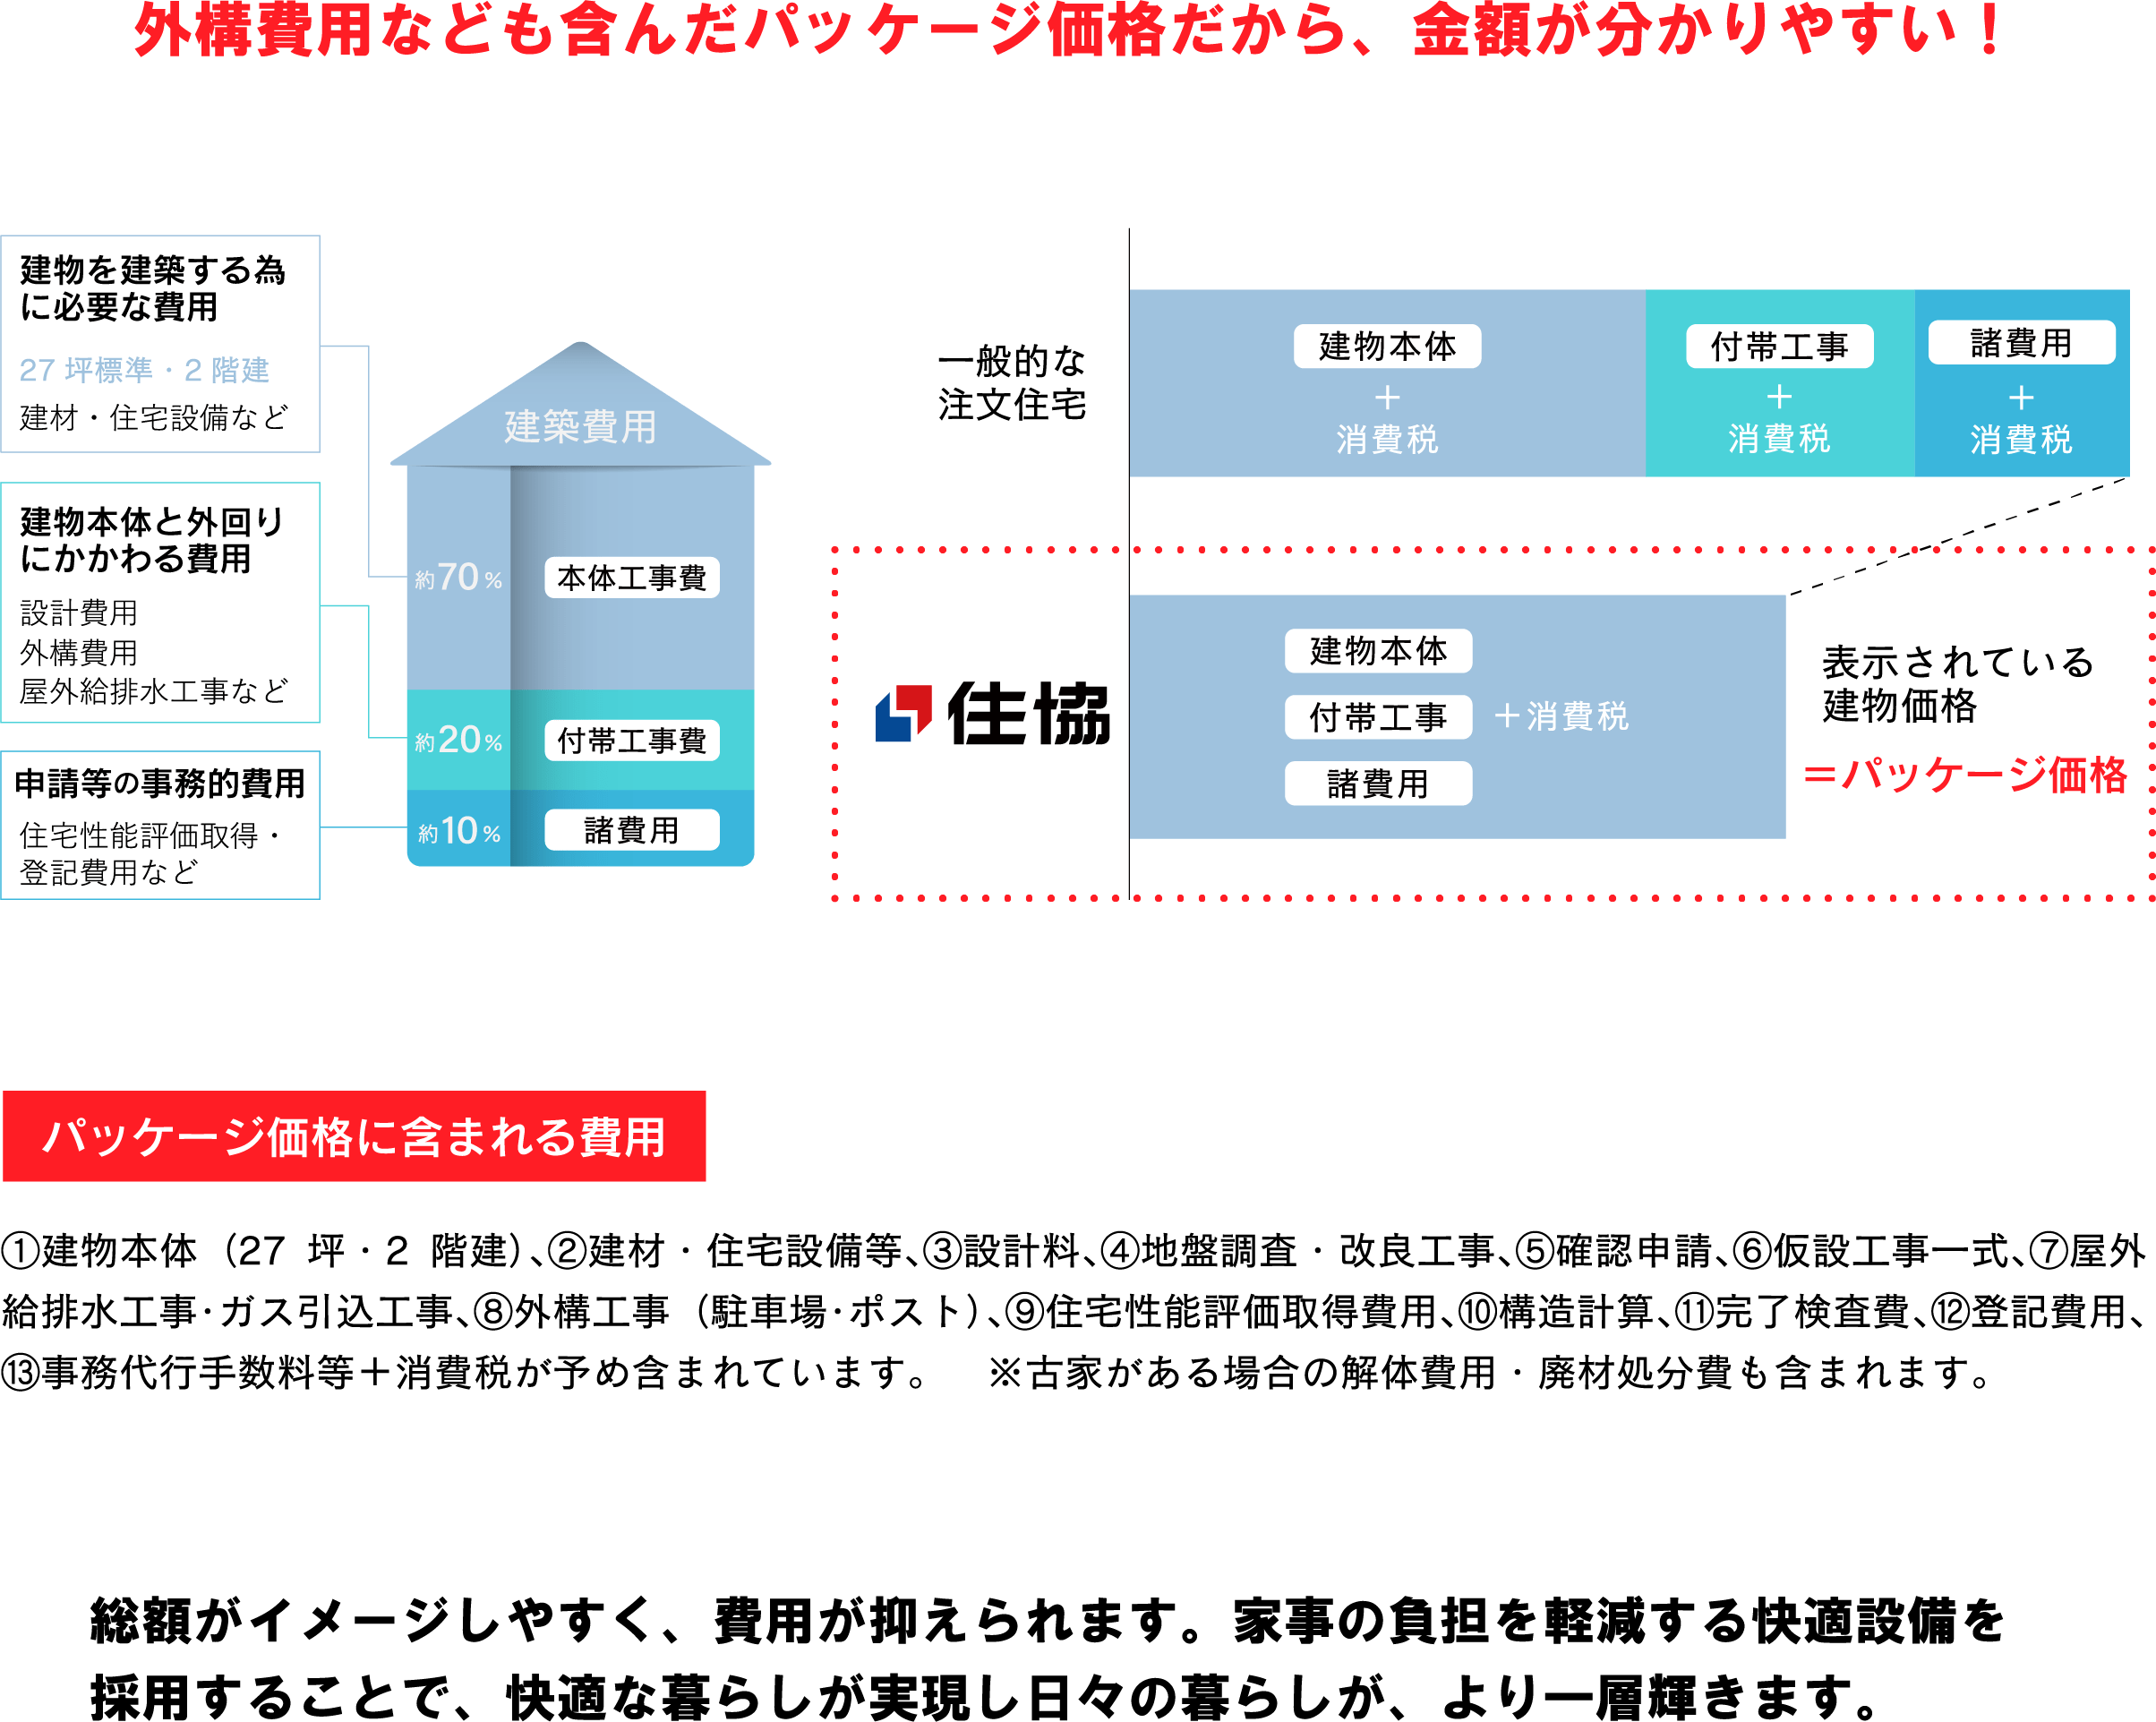 外構費用なども含んだパッケージ価格だから、金額が分かりやすい！
建物を建築する為
に必要な費用
27 坪標準・2 階建
建材・住宅設備など
建物本体と外回り
にかかわる費用
設計費用
外構費用
屋外給排水工事など
申請等の事務的費用
住宅性能評価取得・
登記費用など
建築費用
約70%
本体工事費
約20%
付帯工事費
約10%
諸費用
一般的な
注文住宅
建物本体
＋
消費税
付帯工事
＋
消費税
諸費用
＋
消費税
住協
建物本体
付帯工事
＋消費税
諸費用
表示されている
建物価格
＝パッケージ価格
パッケージ価格に含まれる費用
①建物本体（27 坪・2 階建）、②建材・住宅設備等、③設計料、④地盤調査・改良工事、⑤確認申請、⑥仮設工事一式、⑦屋外
給排水工事・ガス引込工事、⑧外構工事（駐車場・ポスト）、⑨住宅性能評価取得費用、⑩構造計算、⑪完了検査費、⑫登記費用、
⑬事務代行手数料等＋消費税が予め含まれています。　※古家がある場合の解体費用・廃材処分費も含まれます。
総額がイメージしやすく、費用が抑えられます。家事の負担を軽減する快適設備を
採用することで、快適な暮らしが実現し日々の暮らしが、より一層輝きます。